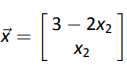 x⃗ = [ 3 − 2x₂
x₂ ]